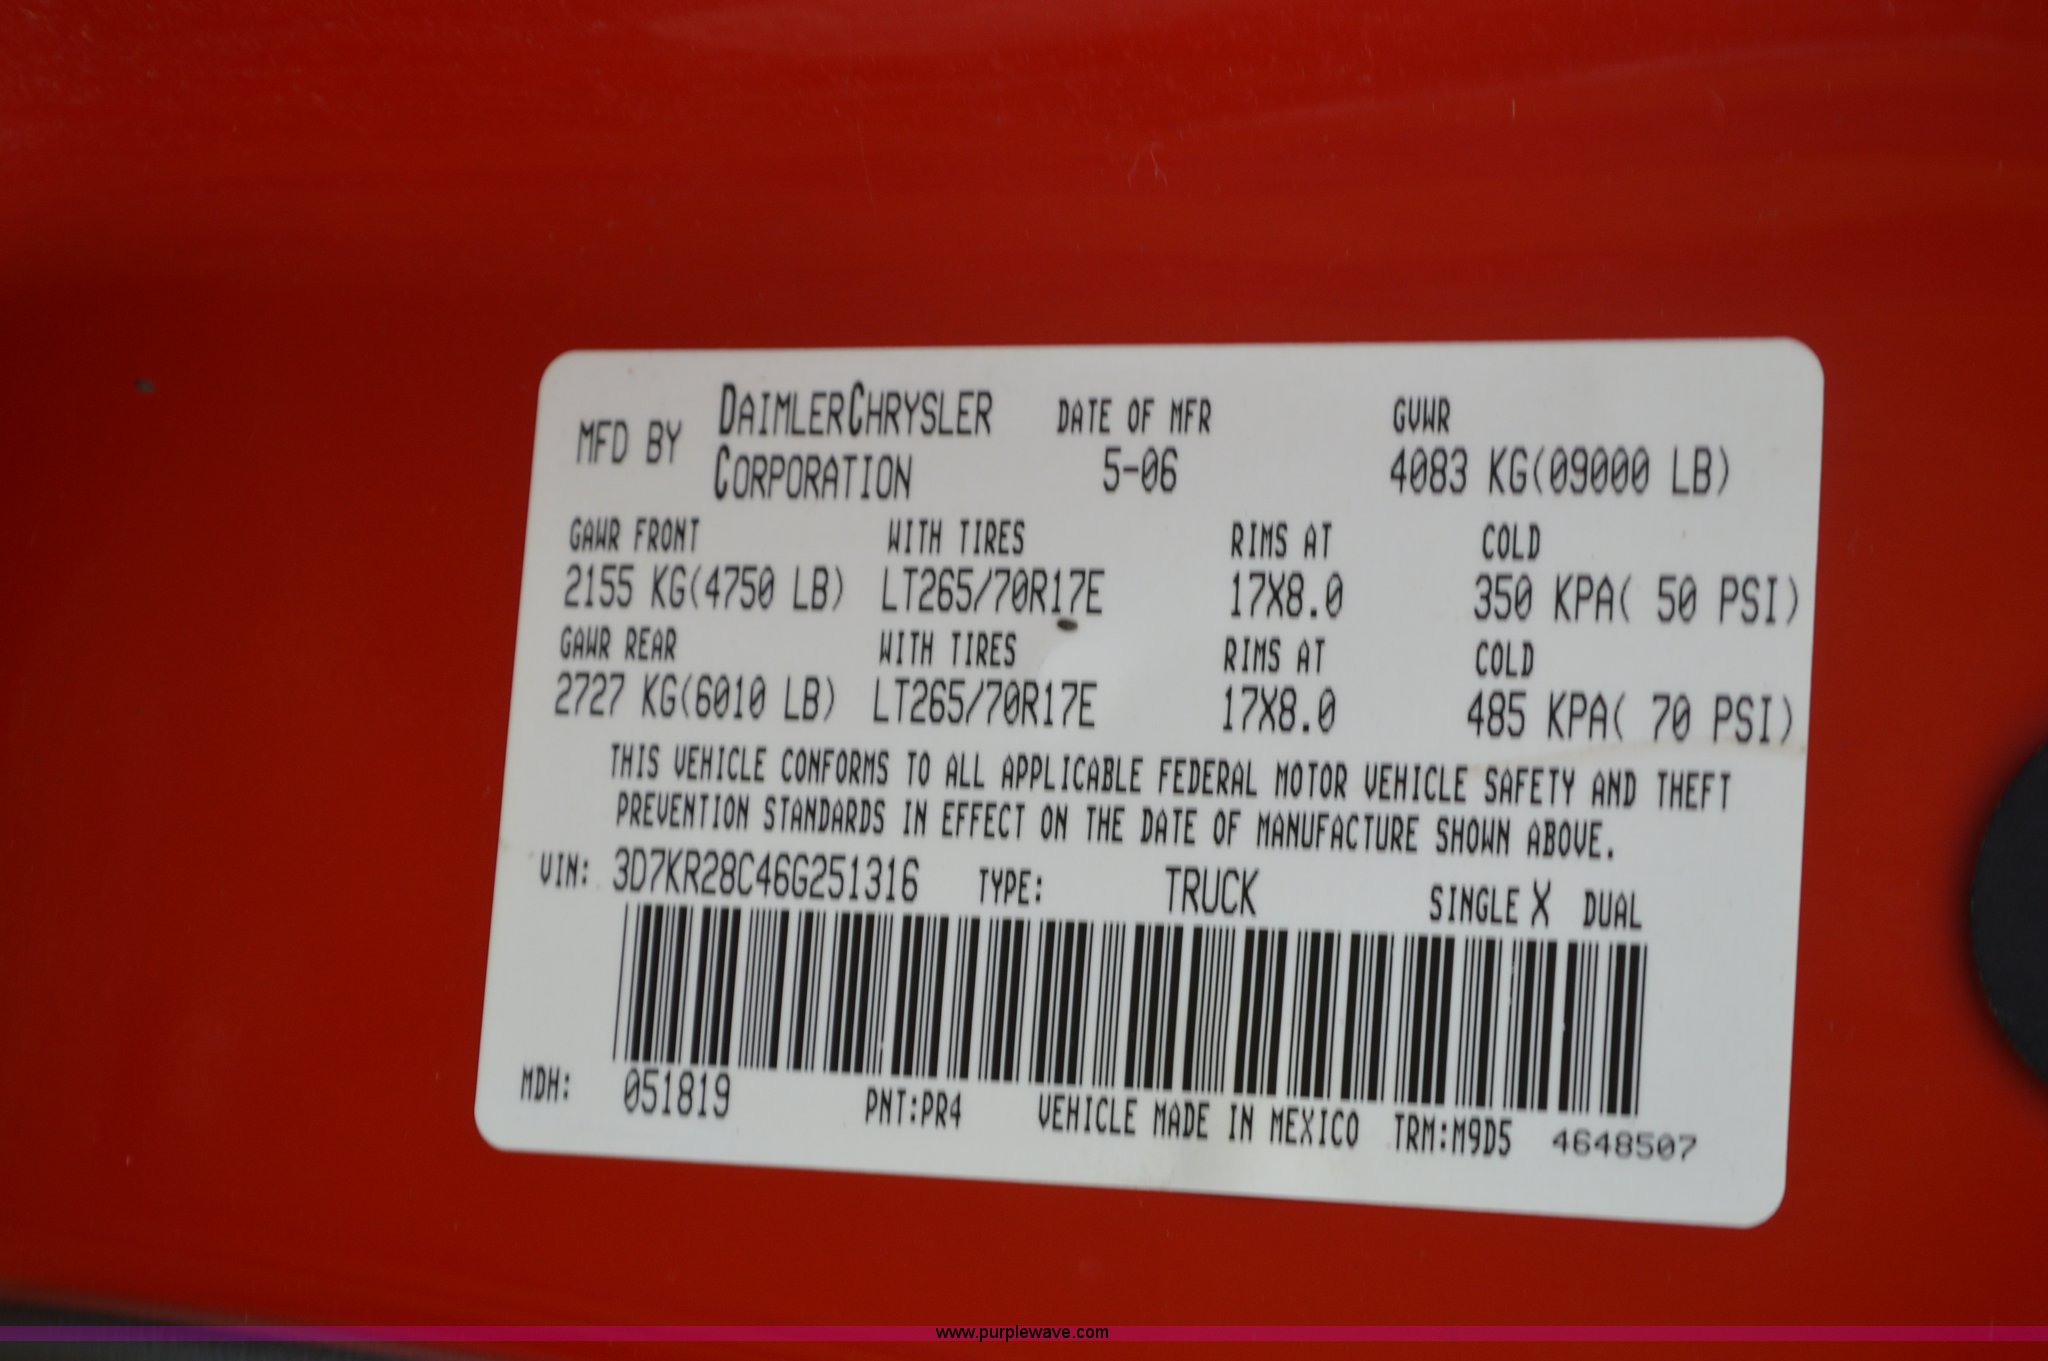 MFD BY DAIMLERCHRYSLER CORPORATION DATE OF MFR 5-06 GVWR 4083 KG(09000 LB)
GAWR FRONT WITH TIRES RIMS AT COLD
2155 KG(4750 LB) LT265/70R17E 17X8.0 350 KPA( 50 PSI)
GAWR REAR WITH TIRES RIMS AT COLD
2727 KG(6010 LB) LT265/70R17E 17X8.0 485 KPA( 70 PSI)
THIS VEHICLE CONFORMS TO ALL APPLICABLE FEDERAL MOTOR VEHICLE SAFETY AND THEFT
PREVENTION STANDARDS IN EFFECT ON THE DATE OF MANUFACTURE SHOWN ABOVE.
VIN: 3D7KR28C46G251316 TYPE: TRUCK SINGLE X DUAL
MDH: 051819 PNT:PR4 VEHICLE MADE IN MEXICO TRM:M9D5 4648507
www.purplewave.com